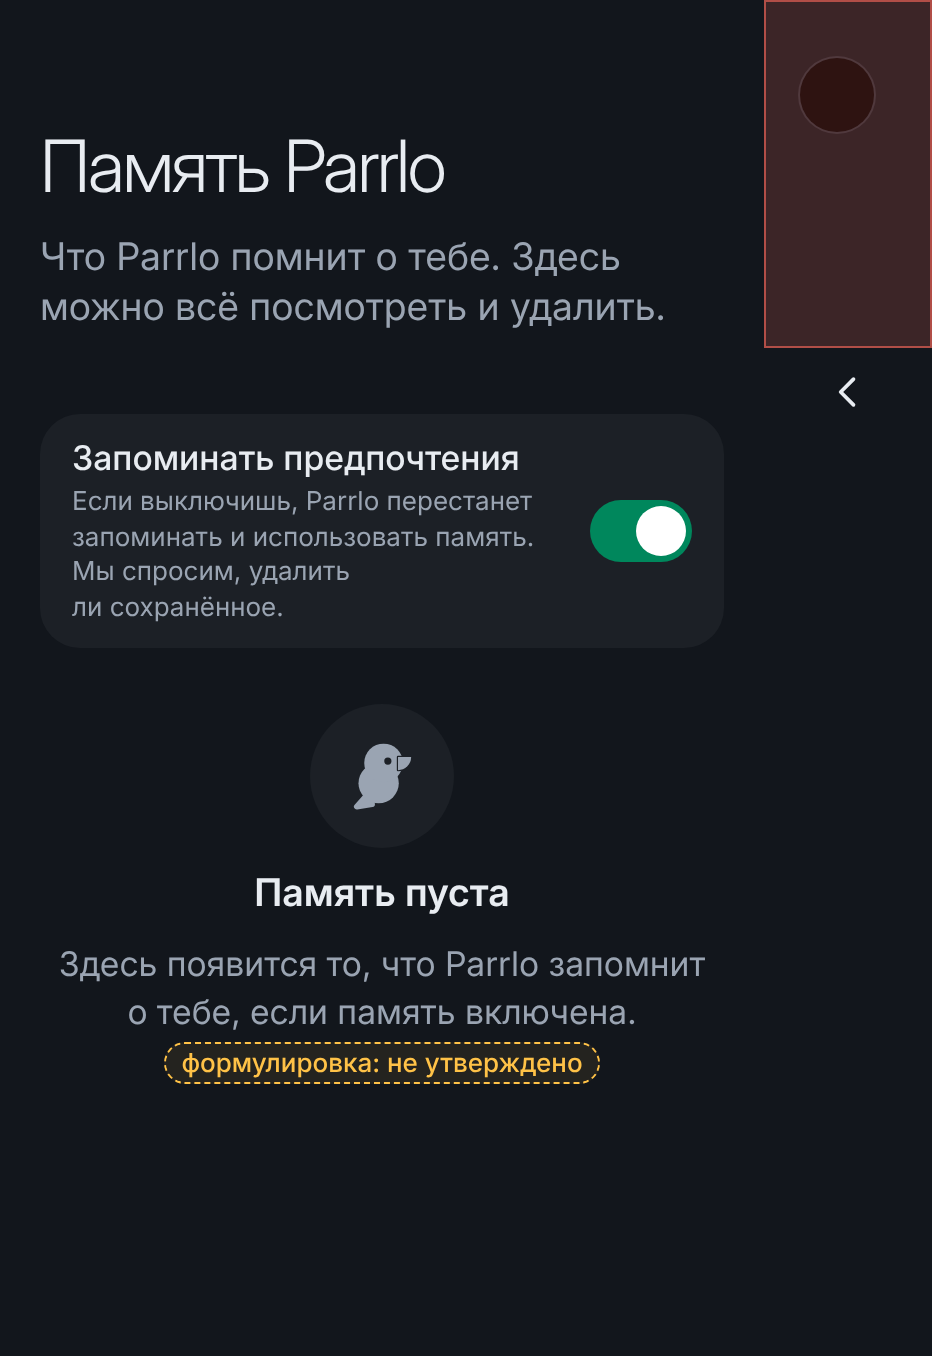 Память Parrlo
Что Parrlo помнит о тебе. Здесь
можно всё посмотреть и удалить.
Запоминать предпочтения
Если выключишь, Parrlo перестанет
запоминать и использовать память.
Мы спросим, удалить
ли сохранённое.
Память пуста
Здесь появится то, что Parrlo запомнит
о тебе, если память включена.
формулировка: не утверждено